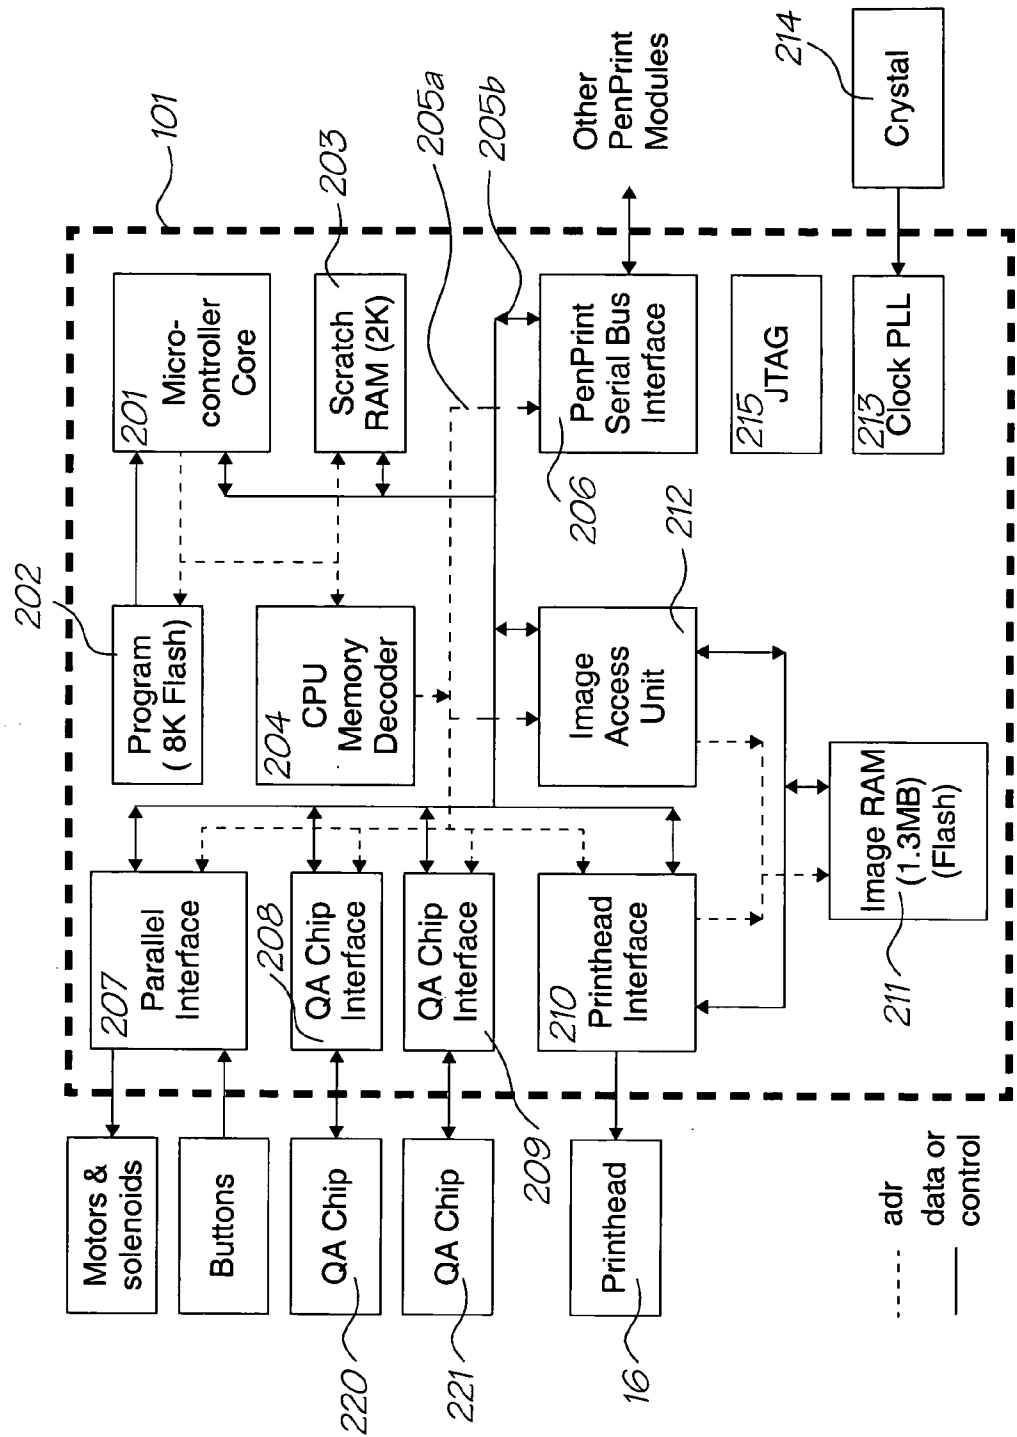 101
202
201
Micro-
controller
Core
203
Scratch
RAM (2K)
205a
205b
Other
PenPrint
Modules
214
Crystal
Program
( 8K Flash)
204
CPU
Memory
Decoder
206
PenPrint
Serial Bus
Interface
215
JTAG
213
Clock PLL
212
Image
Access
Unit
207
Parallel
Interface
208
QA Chip
Interface
QA Chip
Interface
209
210
Printhead
Interface
Image RAM
(1.3MB)
(Flash)
211
Motors &
solenoids
Buttons
QA Chip
220
QA Chip
221
Printhead
16
adr
data or
control